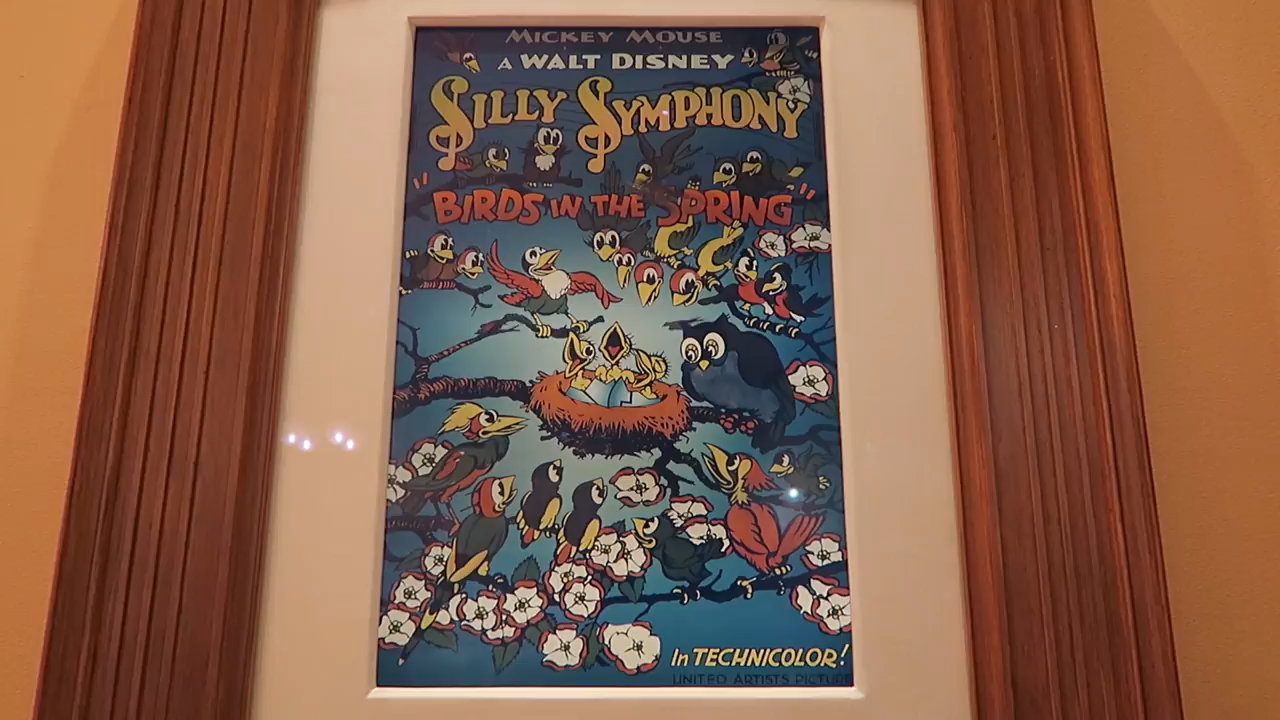 MICKEY MOUSE
A WALT DISNEY
SILLY SYMPHONY
"BIRDS IN THE SPRING"
In TECHNICOLOR!
UNITED ARTISTS PICTURE